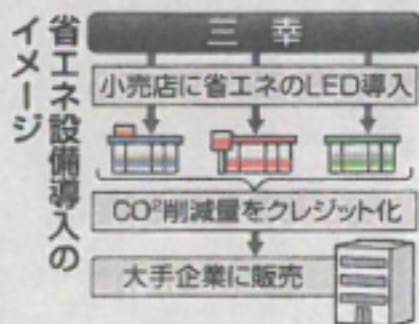 省エネ設備導入の
イメージ
三幸
小売店に省エネのLED導入
CO²削減量をクレジット化
大手企業に販売